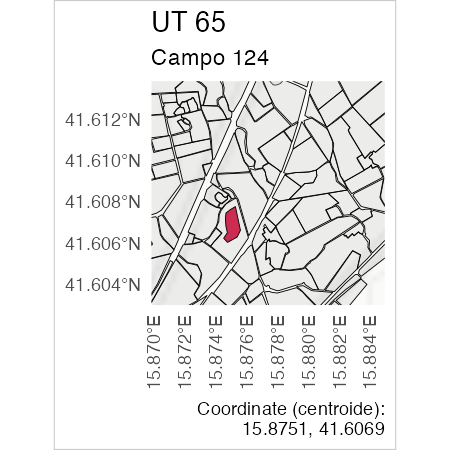 UT 65
Campo 124
41.612°N
41.610°N
41.608°N
41.606°N
41.604°N
15.870°E
15.872°E
15.874°E
15.876°E
15.878°E
15.880°E
15.882°E
15.884°E
Coordinate (centroide):
15.8751, 41.6069